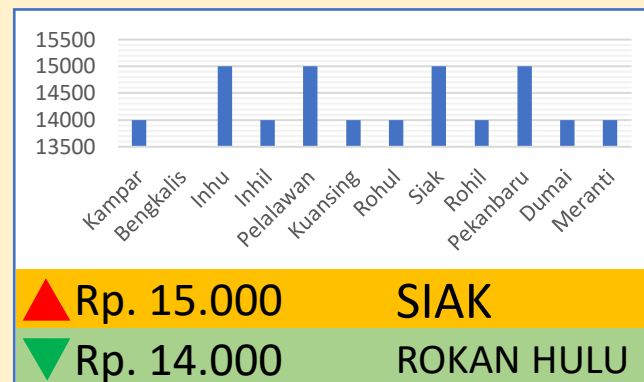 15500
15000
14500
14000
13500
Kampar
Bengkalis
Inhu
Inhil
Pelalawan
Kuansing
Rohul
Siak
Rohil
Pekanbaru
Dumai
Meranti
Rp. 15.000 SIAK
Rp. 14.000 ROKAN HULU